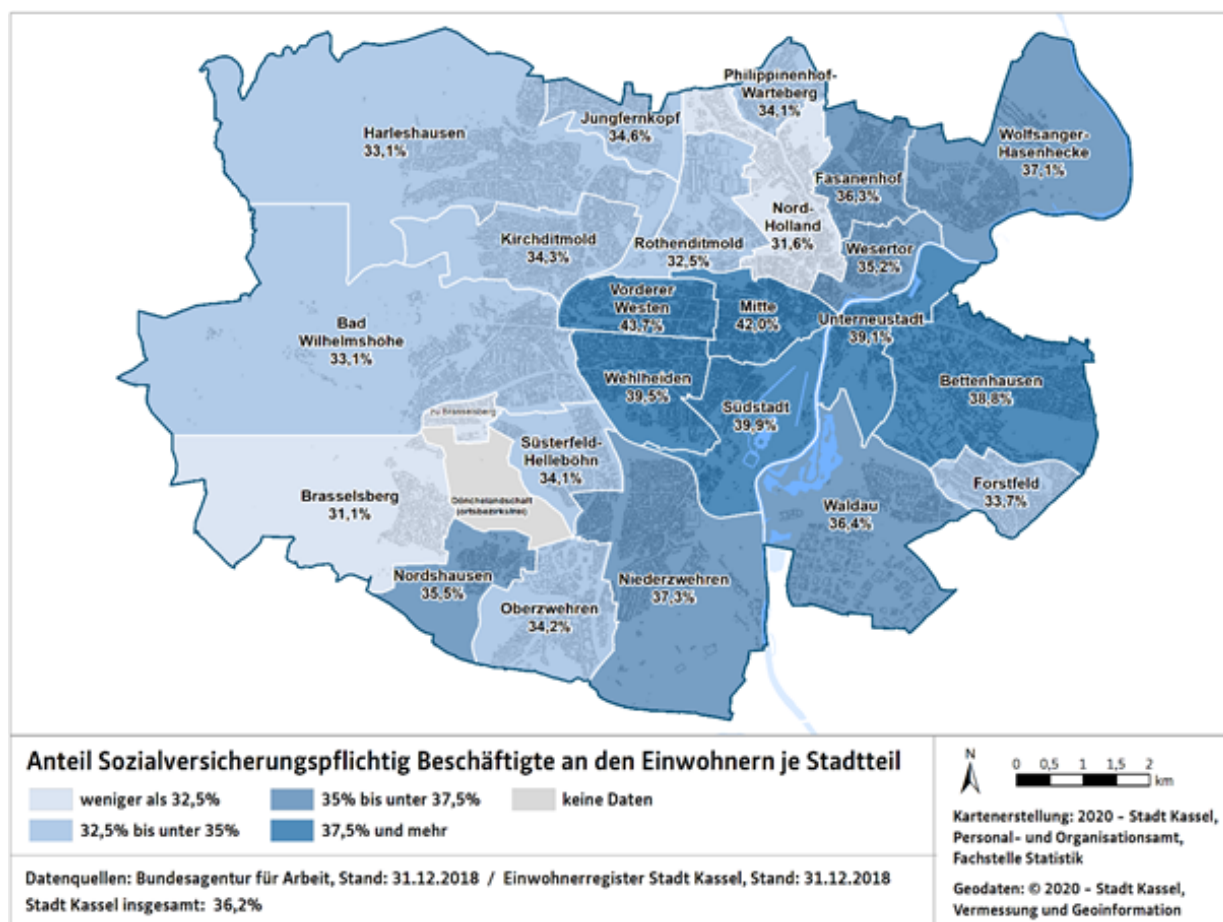 Philippinenhof-
Warteberg
34,1%
Jungfernkopf
34,6%
Harleshausen
33,1%
Wolfsanger-
Hasenhecke
37,1%
Fasanenhof
36,3%
Nord-
Holland
31,6%
Kirchditmold
34,3%
Rothenditmold
32,5%
Wesertor
35,2%
Vorderer
Westen
43,7%
Mitte
42,0%
Unterneustadt
39,1%
Bad
Wilhelmshöhe
33,1%
Wehlheiden
39,5%
Südstadt
39,9%
Bettenhausen
38,8%
zu Brasselsberg
Süsterfeld-
Helleböhn
34,1%
Forstfeld
33,7%
Brasselsberg
31,1%
Dönchelandschaft
(ortsbezirksfrei)
Waldau
36,4%
Nordshausen
35,5%
Niederzwehren
37,3%
Oberzwehren
34,2%
Anteil Sozialversicherungspflichtig Beschäftigte an den Einwohnern je Stadtteil
weniger als 32,5%
35% bis unter 37,5%
keine Daten
32,5% bis unter 35%
37,5% und mehr
Datenquellen: Bundesagentur für Arbeit, Stand: 31.12.2018 / Einwohnerregister Stadt Kassel, Stand: 31.12.2018
Stadt Kassel insgesamt: 36,2%
N
0 0,5 1 1,5 2
km
Kartenerstellung: 2020 - Stadt Kassel,
Personal- und Organisationsamt,
Fachstelle Statistik
Geodaten: © 2020 - Stadt Kassel,
Vermessung und Geoinformation